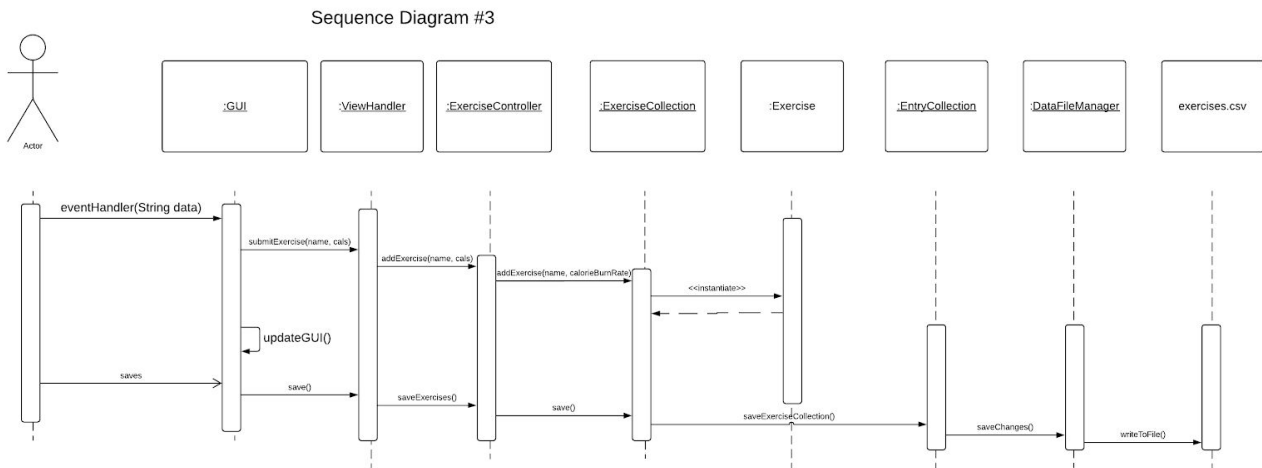 Sequence Diagram #3
Actor
:GUI
:ViewHandler
:ExerciseController
:ExerciseCollection
:Exercise
:EntryCollection
:DataFileManager
exercises.csv
eventHandler(String data)
submitExercise(name, cals)
addExercise(name, cals)
addExercise(name, calorieBurnRate)
<<instantiate>>
updateGUI()
saves
save()
saveExercises()
save()
saveExerciseCollection()
saveChanges()
writeToFile()